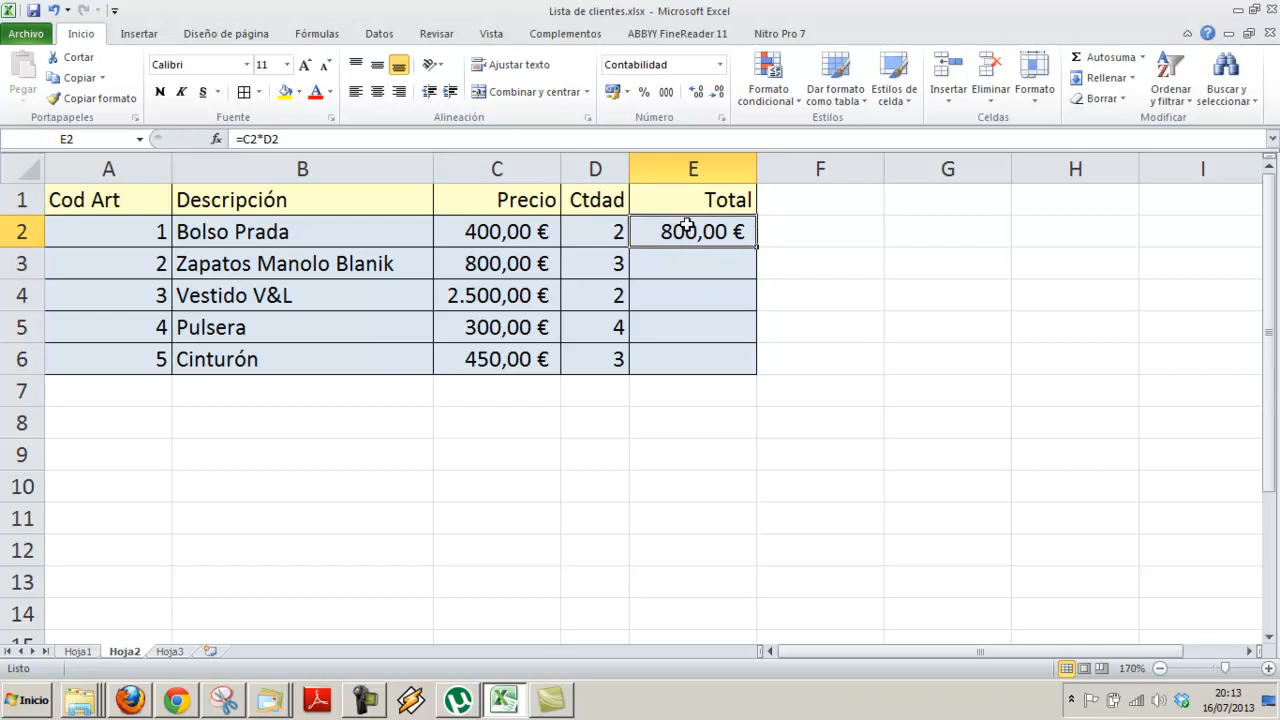 Lista de clientes.xlsx - Microsoft Excel
Archivo Inicio Insertar Diseño de página Fórmulas Datos Revisar Vista Complementos ABBYY FineReader 11 Nitro Pro 7
Pegar
Cortar
Copiar
Copiar formato
Portapapeles
Calibri 11
N K S
Fuente
Ajustar texto
Combinar y centrar
Alineación
Contabilidad
% 000
Número
Formato condicional
Dar formato como tabla
Estilos de celda
Estilos
Insertar Eliminar Formato
Celdas
Σ Autosuma
Rellenar
Borrar
Ordenar y filtrar
Buscar y seleccionar
Modificar
E2 fx =C2*D2
A B C D E F G H I
1 Cod Art Descripción Precio Ctdad Total
2 1 Bolso Prada 400,00 € 2 800,00 €
3 2 Zapatos Manolo Blanik 800,00 € 3
4 3 Vestido V&L 2.500,00 € 2
5 4 Pulsera 300,00 € 4
6 5 Cinturón 450,00 € 3
7
8
9
10
11
12
13
14
15
Hoja1 Hoja2 Hoja3
Listo 170%
Inicio 20:13
16/07/2013